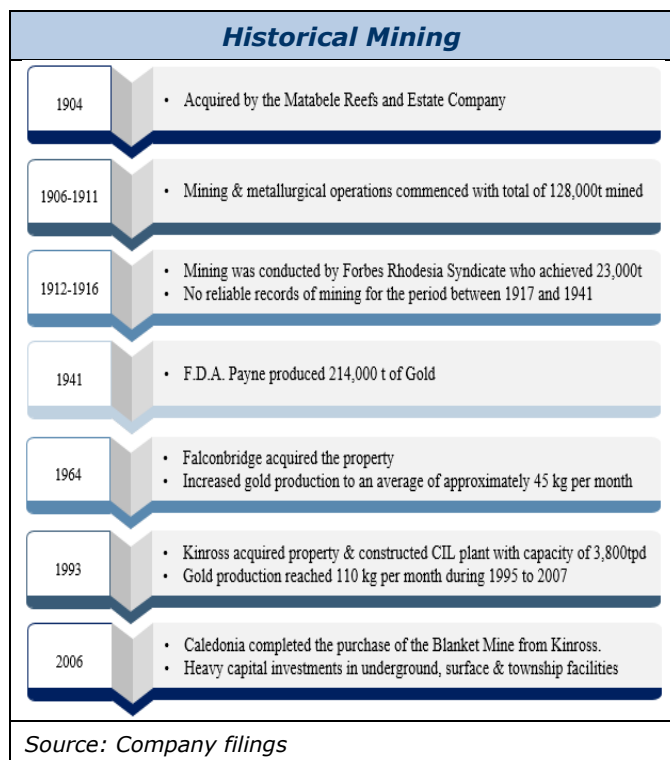 Historical Mining
1904
• Acquired by the Matabele Reefs and Estate Company
1906-1911
• Mining & metallurgical operations commenced with total of 128,000t mined
1912-1916
• Mining was conducted by Forbes Rhodesia Syndicate who achieved 23,000t
• No reliable records of mining for the period between 1917 and 1941
1941
• F.D.A. Payne produced 214,000 t of Gold
1964
• Falconbridge acquired the property
• Increased gold production to an average of approximately 45 kg per month
1993
• Kinross acquired property & constructed CIL plant with capacity of 3,800tpd
• Gold production reached 110 kg per month during 1995 to 2007
2006
• Caledonia completed the purchase of the Blanket Mine from Kinross.
• Heavy capital investments in underground, surface & township facilities
Source: Company filings